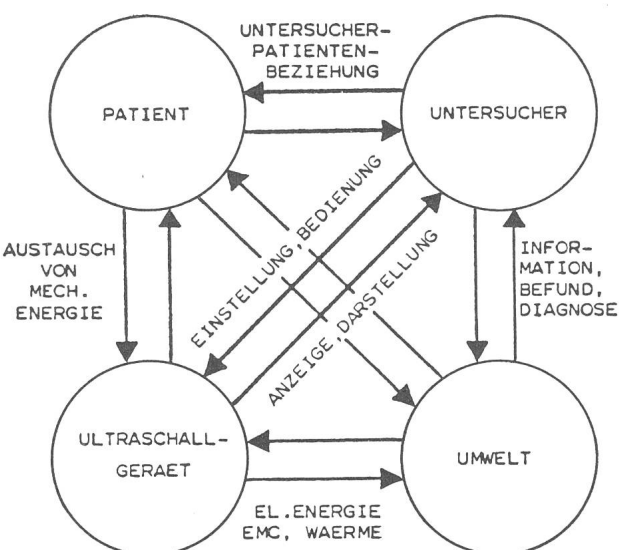 UNTERSUCHER-
PATIENTEN-
BEZIEHUNG
PATIENT
UNTERSUCHER
EINSTELLUNG, BEDIENUNG
ANZEIGE, DARSTELLUNG
AUSTAUSCH
VON
MECH.
ENERGIE
INFOR-
MATION,
BEFUND,
DIAGNOSE
ULTRASCHALL-
GERAET
UMWELT
EL.ENERGIE
EMC, WAERME